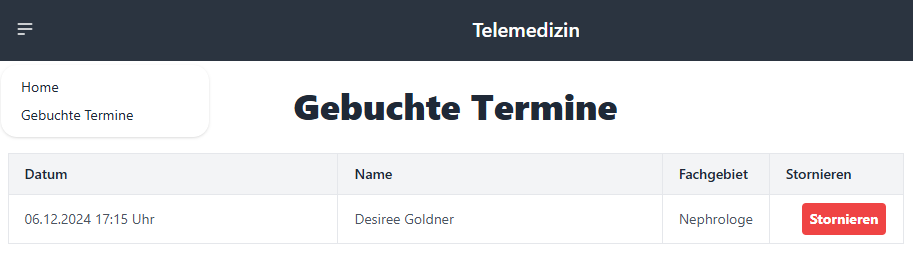 Telemedizin
Home
Gebuchte Termine
Gebuchte Termine
Datum Name Fachgebiet Stornieren
06.12.2024 17:15 Uhr Desiree Goldner Nephrologe Stornieren